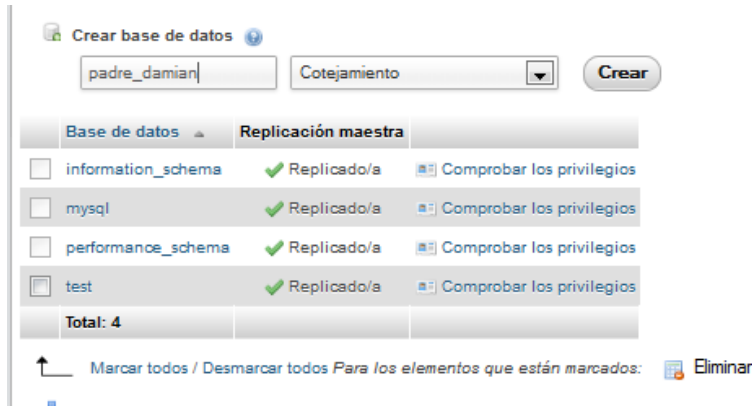 Crear base de datos
padre_damian Cotejamiento Crear
Base de datos Replicación maestra
information_schema Replicado/a Comprobar los privilegios
mysql Replicado/a Comprobar los privilegios
performance_schema Replicado/a Comprobar los privilegios
test Replicado/a Comprobar los privilegios
Total: 4
Marcar todos / Desmarcar todos Para los elementos que están marcados: Eliminar